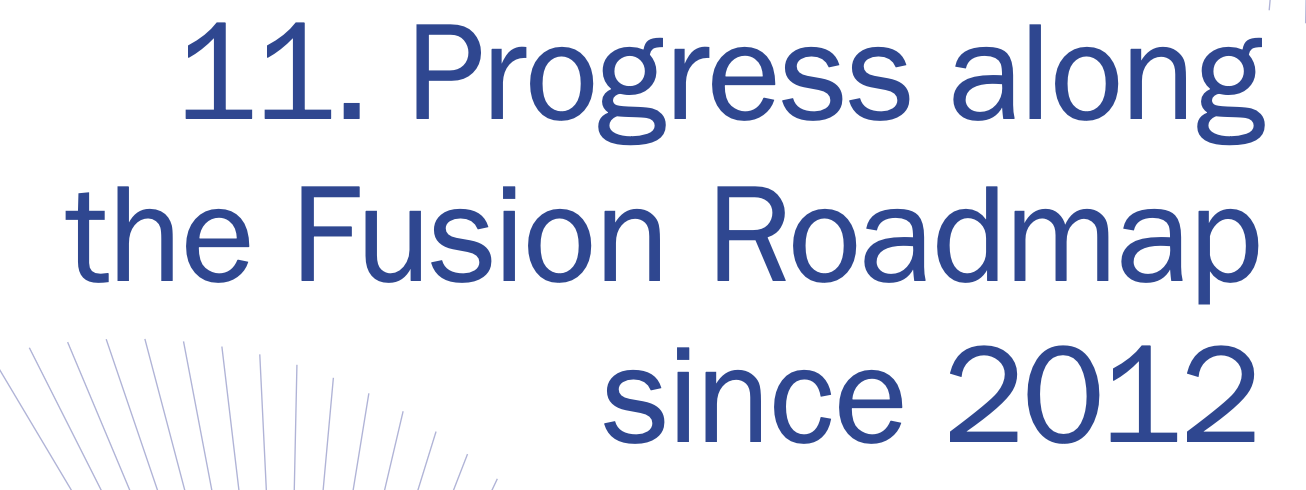 11. Progress along
the Fusion Roadmap
since 2012